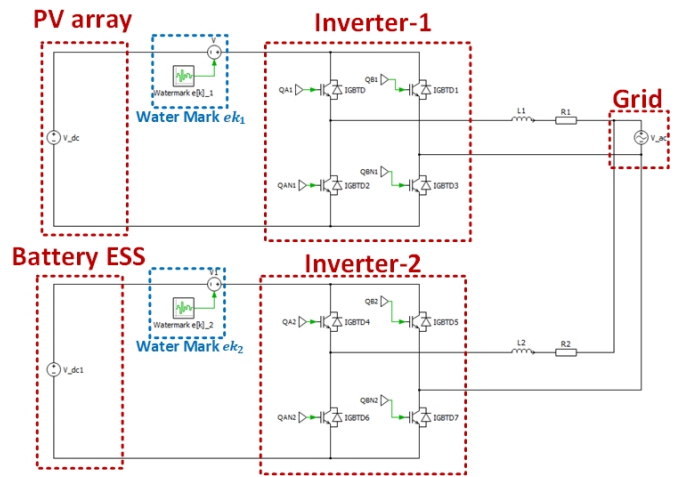 PV array
Inverter-1
V
Watermark e[k]_1
Water Mark ek₁
V_dc
QA1
IGBTD
QB1
IGBTD1
QAN1
IGBTD2
QBN1
IGBTD3
L1
R1
Grid
V_ac
Battery ESS
Inverter-2
V1
Watermark e[k]_2
Water Mark ek₂
V_dc1
QA2
IGBTD4
QB2
IGBTD5
QAN2
IGBTD6
QBN2
IGBTD7
L2
R2